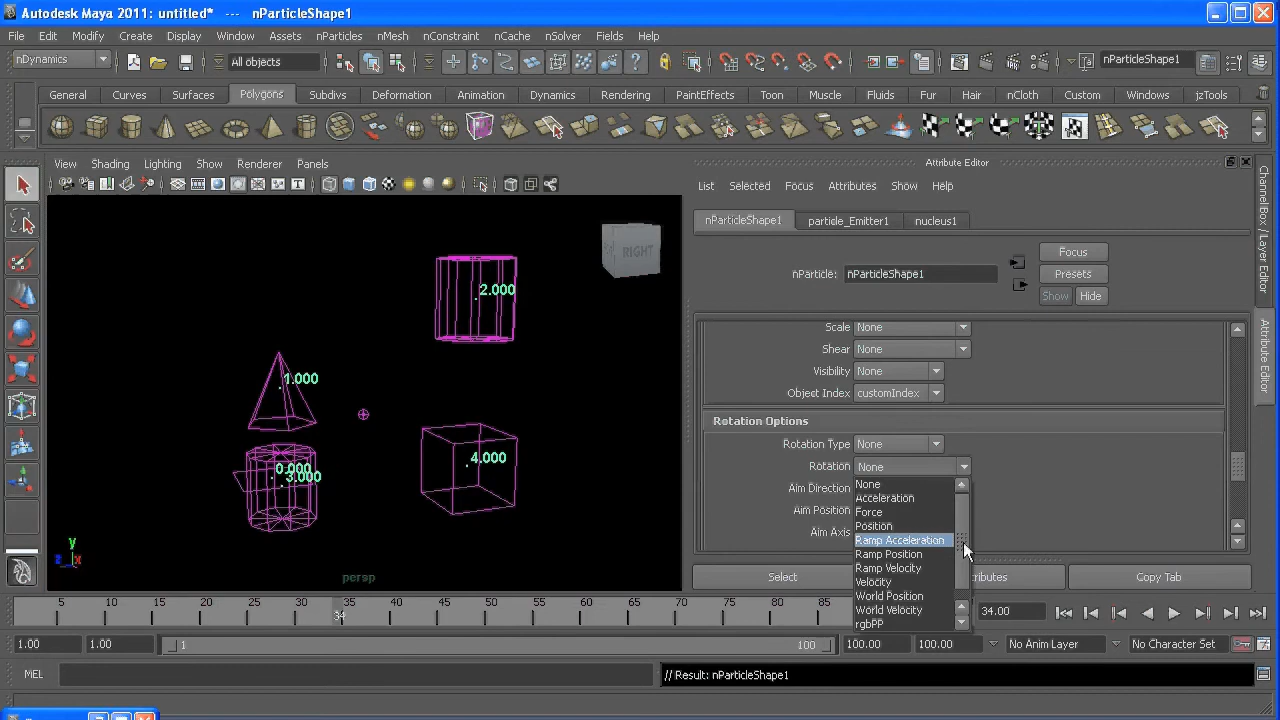 Autodesk Maya 2011: untitled* --- nParticleShape1
File Edit Modify Create Display Window Assets nParticles nMesh nConstraint nCache nSolver Fields Help
nDynamics All objects nParticleShape1
General Curves Surfaces Polygons Subdivs Deformation Animation Dynamics Rendering PaintEffects Toon Muscle Fluids Fur Hair nCloth Custom Windows jzTools
View Shading Lighting Show Renderer Panels
Attribute Editor
List Selected Focus Attributes Show Help
nParticleShape1 particle_Emitter1 nucleus1
Focus
nParticle: nParticleShape1 Presets
Show Hide
RIGHT
2.000
1.000
0.000
3.000
4.000
y
z x
persp
Scale None
Shear None
Visibility None
Object Index customIndex
Rotation Options
Rotation Type None
Rotation None
Aim Direction
Aim Position
Aim Axis
None
Acceleration
Force
Position
Ramp Acceleration
Ramp Position
Ramp Velocity
Velocity
World Position
World Velocity
rgbPP
Select Copy Tab
Channel Box / Layer Editor
Attribute Editor
5 10 15 20 25 30 35 40 45 50 55 60 65 70 75 80 85
34
34.00
1.00 1.00 1 100 100.00 100.00 No Anim Layer No Character Set
MEL // Result: nParticleShape1